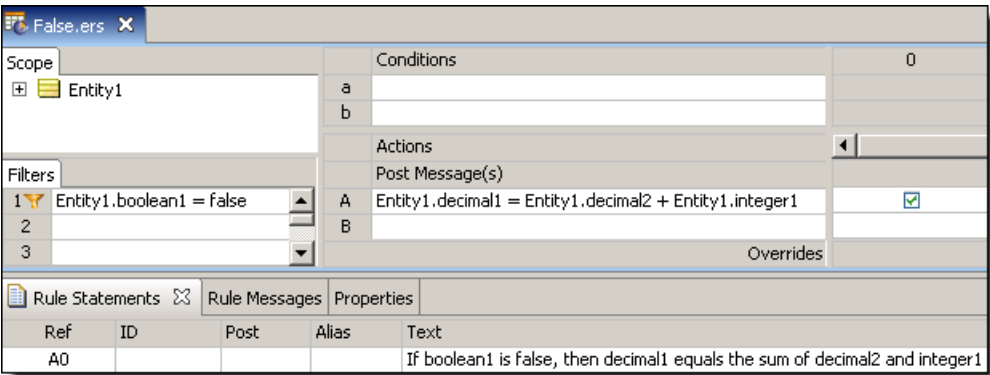 False.ers
Scope
Entity1
Conditions
0
a
b
Actions
Post Message(s)
Filters
1 Entity1.boolean1 = false
2
3
A Entity1.decimal1 = Entity1.decimal2 + Entity1.integer1
B
Overrides
Rule Statements Rule Messages Properties
Ref ID Post Alias Text
A0 If boolean1 is false, then decimal1 equals the sum of decimal2 and integer1